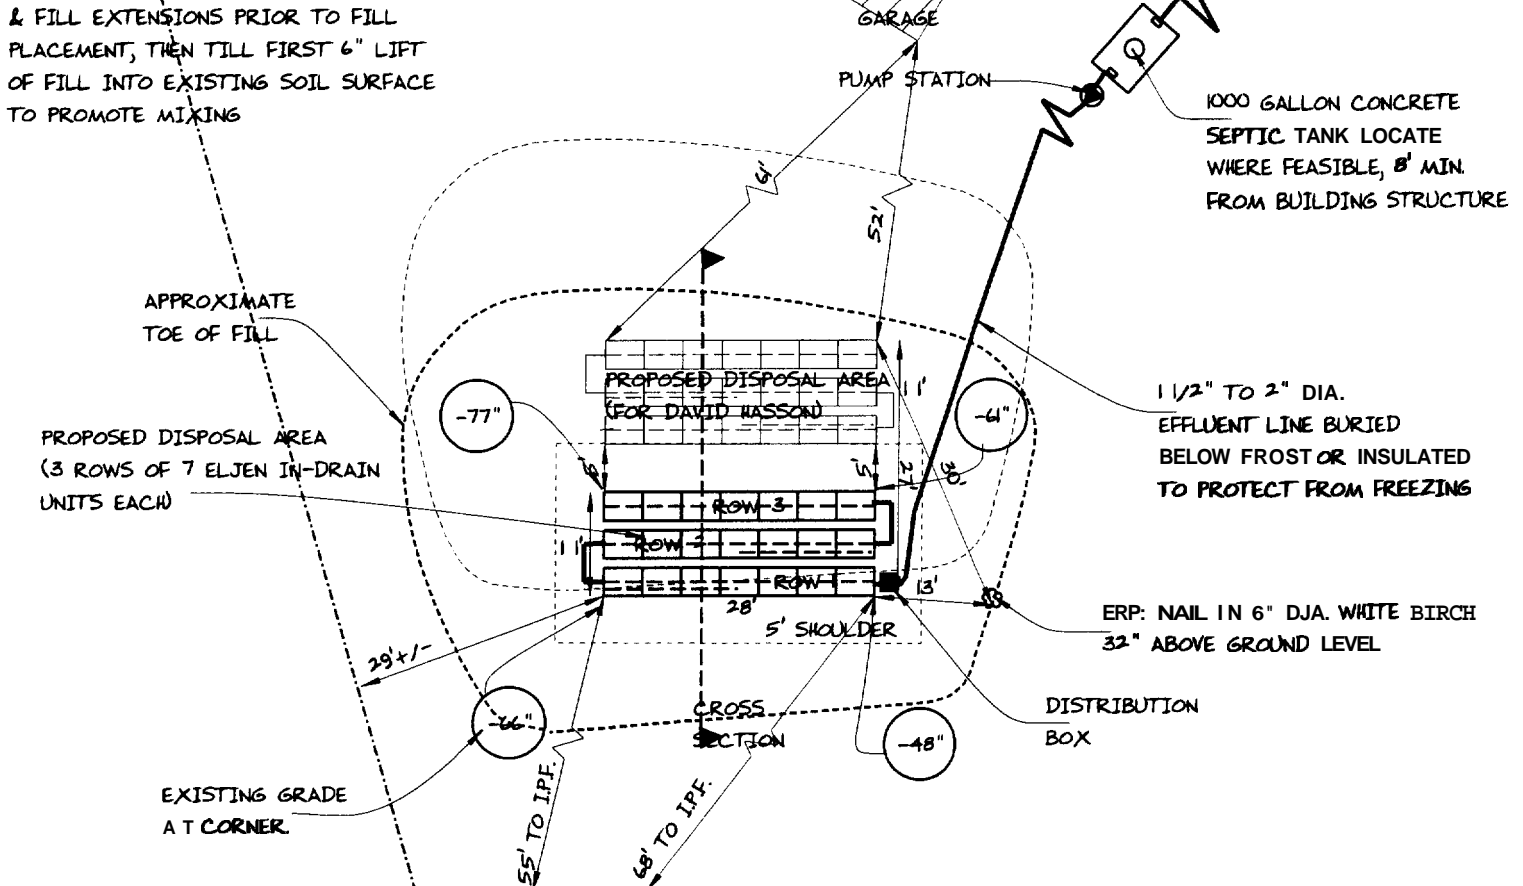 & FILL EXTENSIONS PRIOR TO FILL
PLACEMENT, THEN TILL FIRST 6" LIFT
OF FILL INTO EXISTING SOIL SURFACE
TO PROMOTE MIXING
GARAGE
PUMP STATION
1000 GALLON CONCRETE
SEPTIC TANK LOCATE
WHERE FEASIBLE, 8' MIN.
FROM BUILDING STRUCTURE
61'
52'
APPROXIMATE
TOE OF FILL
PROPOSED DISPOSAL AREA
(FOR DAVID HASSON)
11'
-77"
-61"
1 1/2" TO 2" DIA.
EFFLUENT LINE BURIED
BELOW FROST OR INSULATED
TO PROTECT FROM FREEZING
PROPOSED DISPOSAL AREA
(3 ROWS OF 7 ELJEN IN-DRAIN
UNITS EACH)
5'
27'
30'
ROW 3
ROW 2
ROW 1
11'
13'
28'
5' SHOULDER
ERP: NAIL IN 6" DJA. WHITE BIRCH
32" ABOVE GROUND LEVEL
29'+/-
-66"
CROSS
SECTION
-48"
DISTRIBUTION
BOX
EXISTING GRADE
A T CORNER.
55' TO I.P.F.
68' TO I.P.F.